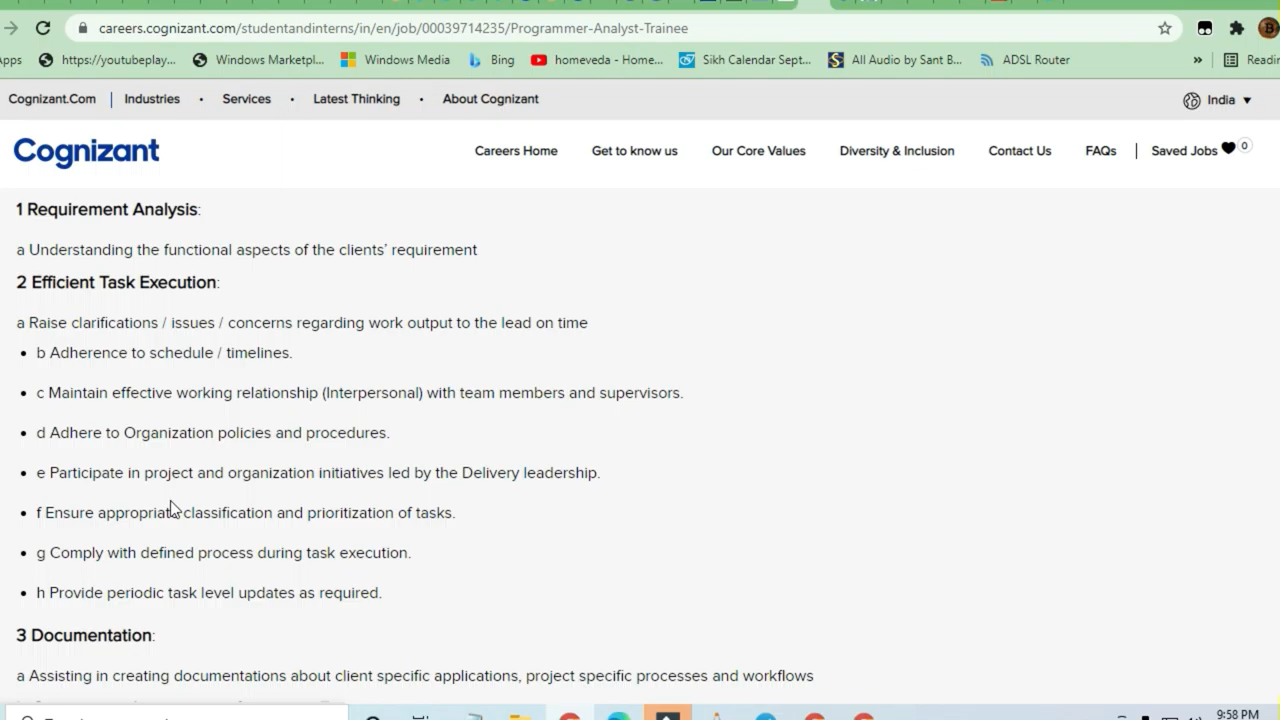 careers.cognizant.com/studentandinterns/in/en/job/00039714235/Programmer-Analyst-Trainee
Apps https://youtubeplay... Windows Marketpl... Windows Media Bing homeveda - Home... Sikh Calendar Sept... All Audio by Sant B... ADSL Router » Readin
Cognizant.Com | Industries • Services • Latest Thinking • About Cognizant India
Cognizant Careers Home Get to know us Our Core Values Diversity & Inclusion Contact Us FAQs | Saved Jobs 0
1 Requirement Analysis:
a Understanding the functional aspects of the clients’ requirement
2 Efficient Task Execution:
a Raise clarifications / issues / concerns regarding work output to the lead on time
• b Adherence to schedule / timelines.
• c Maintain effective working relationship (Interpersonal) with team members and supervisors.
• d Adhere to Organization policies and procedures.
• e Participate in project and organization initiatives led by the Delivery leadership.
• f Ensure appropriate classification and prioritization of tasks.
• g Comply with defined process during task execution.
• h Provide periodic task level updates as required.
3 Documentation:
a Assisting in creating documentations about client specific applications, project specific processes and workflows
9:58 PM